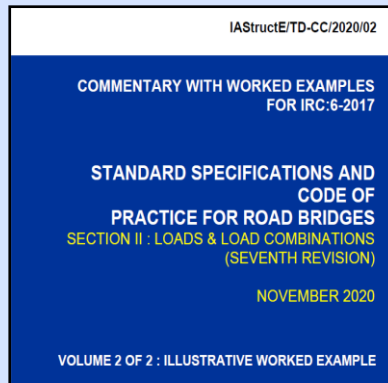 IAStructE/TD-CC/2020/02
COMMENTARY WITH WORKED EXAMPLES
FOR IRC:6-2017
STANDARD SPECIFICATIONS AND
CODE OF
PRACTICE FOR ROAD BRIDGES
SECTION II : LOADS & LOAD COMBINATIONS
(SEVENTH REVISION)
NOVEMBER 2020
VOLUME 2 OF 2 : ILLUSTRATIVE WORKED EXAMPLE